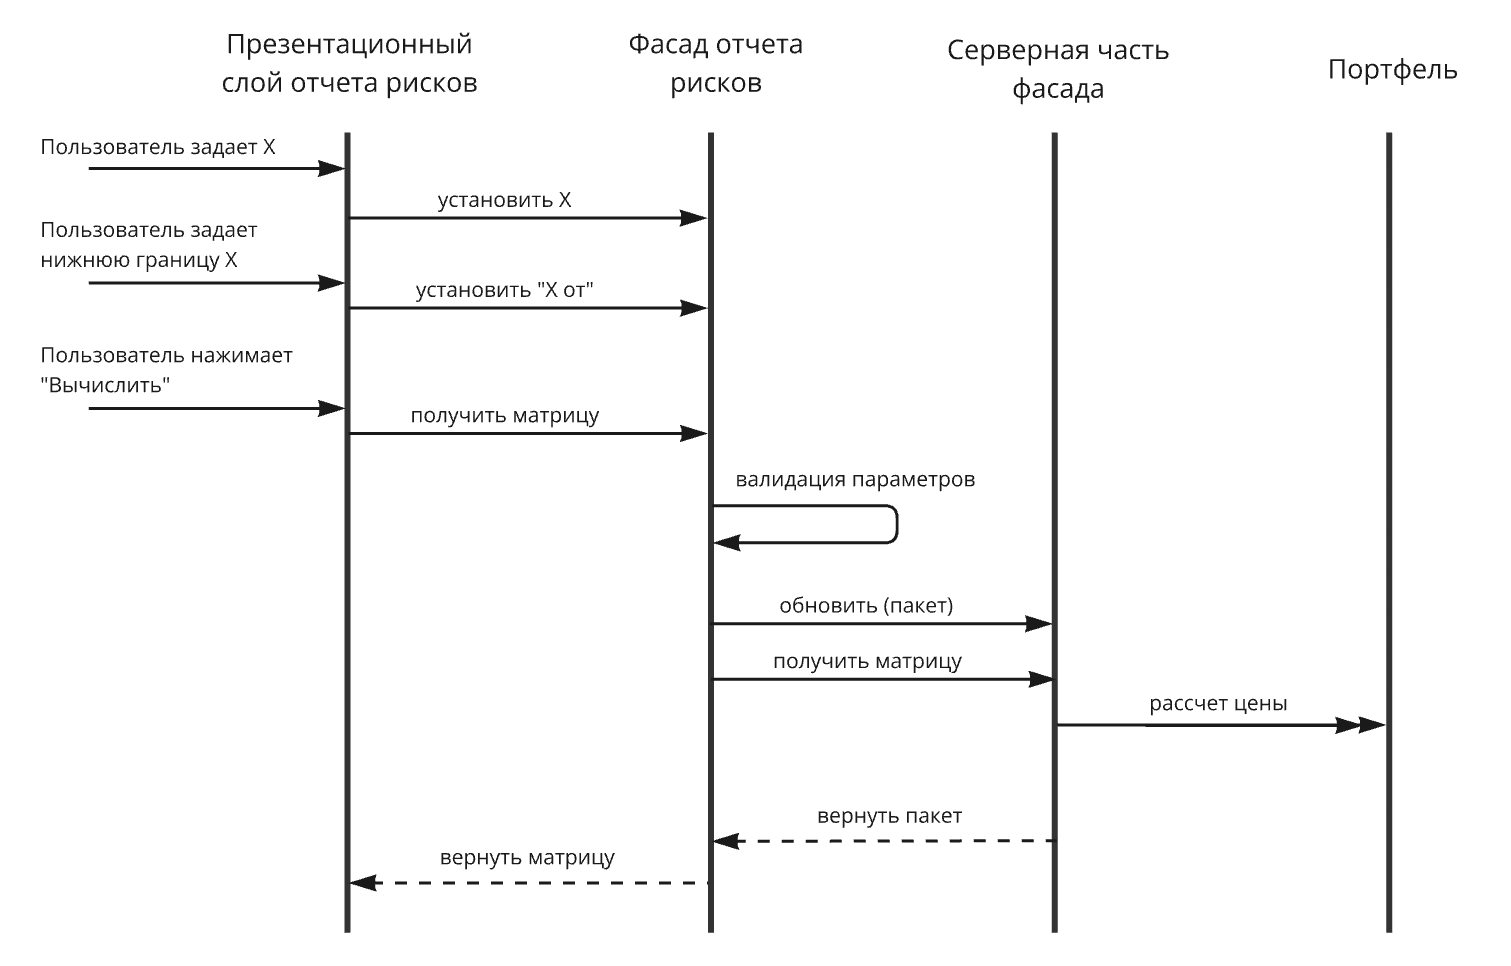 Презентационный
слой отчета рисков
Фасад отчета
рисков
Серверная часть
фасада
Портфель
Пользователь задает X
установить X
Пользователь задает
нижнюю границу X
установить "X от"
Пользователь нажимает
"Вычислить"
получить матрицу
валидация параметров
обновить (пакет)
получить матрицу
рассчет цены
вернуть пакет
вернуть матрицу